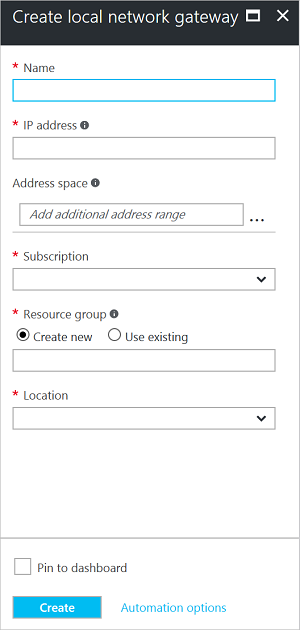 Create local network gateway
* Name
* IP address
Address space
Add additional address range ...
* Subscription
* Resource group
Create new Use existing
* Location
Pin to dashboard
Create Automation options